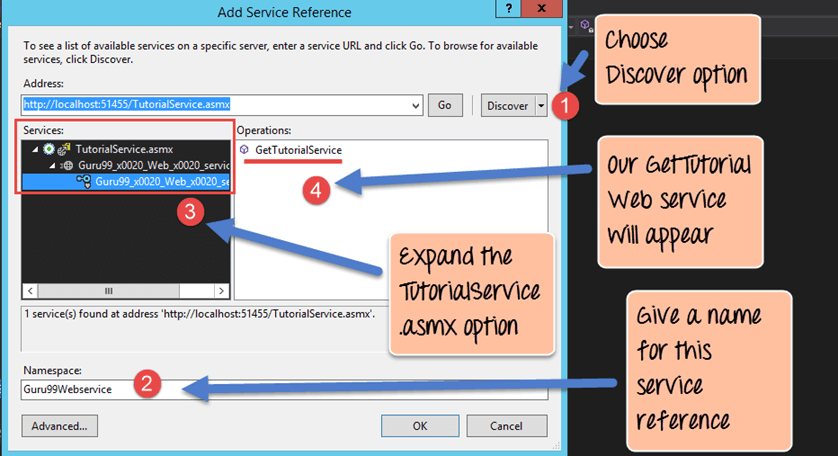 Add Service Reference
?
To see a list of available services on a specific server, enter a service URL and click Go. To browse for available
services, click Discover.
Address:
http://localhost:51455/TutorialService.asmx
Go
Discover
1
Choose
Discover option
Services:
Operations:
TutorialService.asmx
Guru99_x0020_Web_x0020_servic
Guru99_x0020_Web_x0020_se
GetTutorialService
3
4
Our GetTutorial
Web service
will appear
Expand the
TutorialService
.asmx option
1 service(s) found at address 'http://localhost:51455/TutorialService.asmx'.
Give a name
for this
service
reference
Namespace:
Guru99Webservice
2
Advanced...
OK
Cancel